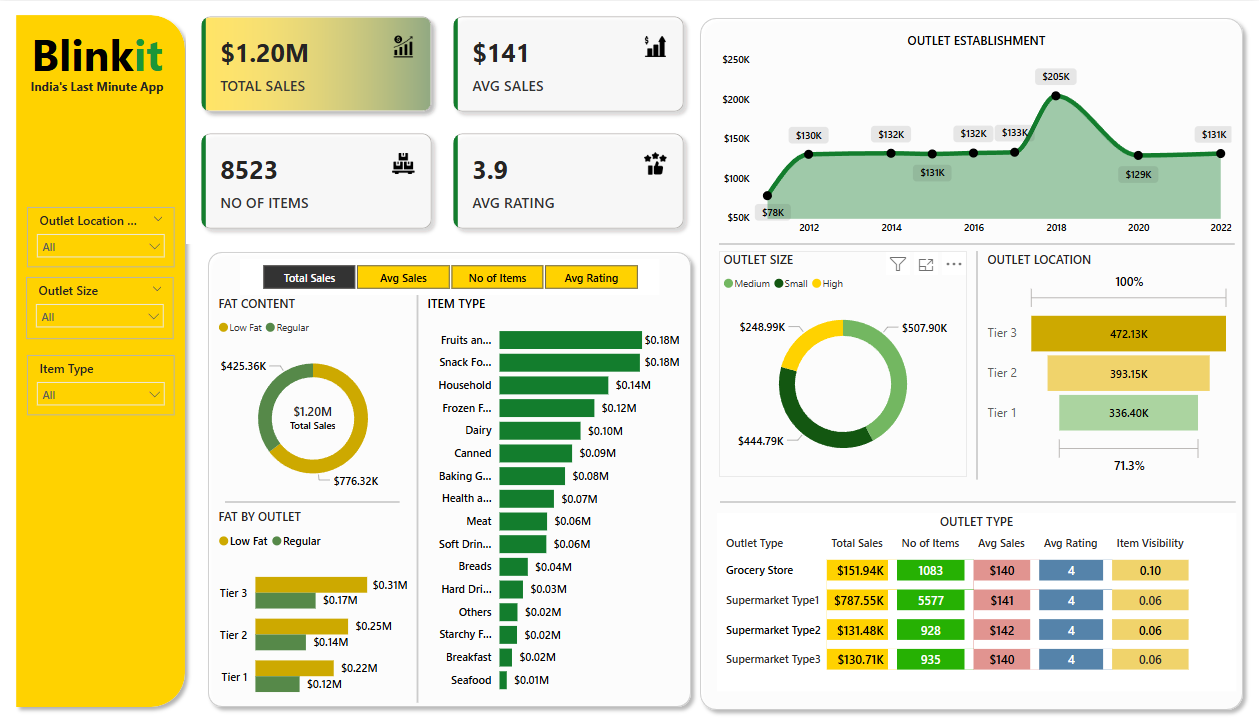 Blinkit
India's Last Minute App
Outlet Location ...
All
Outlet Size
All
Item Type
All
$1.20M
TOTAL SALES
$141
AVG SALES
8523
NO OF ITEMS
3.9
AVG RATING
Total Sales Avg Sales No of Items Avg Rating
FAT CONTENT
Low Fat Regular
$425.36K
$1.20M
Total Sales
$776.32K
FAT BY OUTLET
Low Fat Regular
Tier 3 $0.31M
$0.17M
Tier 2 $0.25M
$0.14M
Tier 1 $0.22M
$0.12M
ITEM TYPE
Fruits an... $0.18M
Snack Fo... $0.18M
Household $0.14M
Frozen F... $0.12M
Dairy $0.10M
Canned $0.09M
Baking G... $0.08M
Health a... $0.07M
Meat $0.06M
Soft Drin... $0.06M
Breads $0.04M
Hard Dri... $0.03M
Others $0.02M
Starchy F... $0.02M
Breakfast $0.02M
Seafood $0.01M
OUTLET ESTABLISHMENT
$250K
$205K
$200K
$150K
$130K $132K $132K $133K $131K
$131K $129K
$100K
$78K
$50K
2012 2014 2016 2018 2020 2022
OUTLET SIZE
Medium Small High
$248.99K $507.90K
$444.79K
OUTLET LOCATION
100%
Tier 3 472.13K
Tier 2 393.15K
Tier 1 336.40K
71.3%
OUTLET TYPE
Outlet Type Total Sales No of Items Avg Sales Avg Rating Item Visibility
Grocery Store $151.94K 1083 $140 4 0.10
Supermarket Type1 $787.55K 5577 $141 4 0.06
Supermarket Type2 $131.48K 928 $142 4 0.06
Supermarket Type3 $130.71K 935 $140 4 0.06